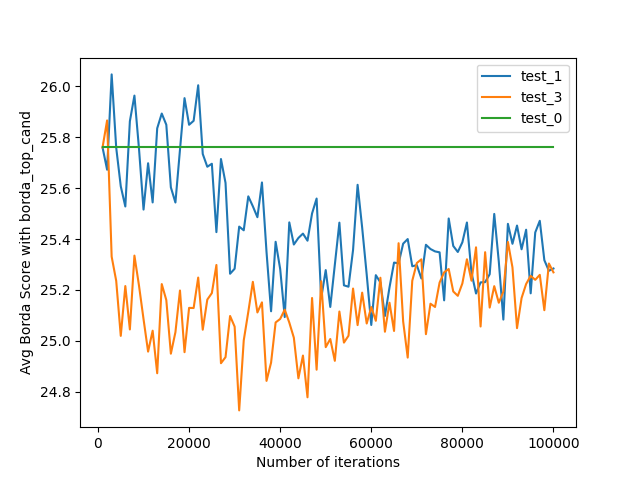 26.0
25.8
25.6
25.4
25.2
25.0
24.8
Avg Borda Score with borda_top_cand
test_1
test_3
test_0
0 20000 40000 60000 80000 100000
Number of iterations